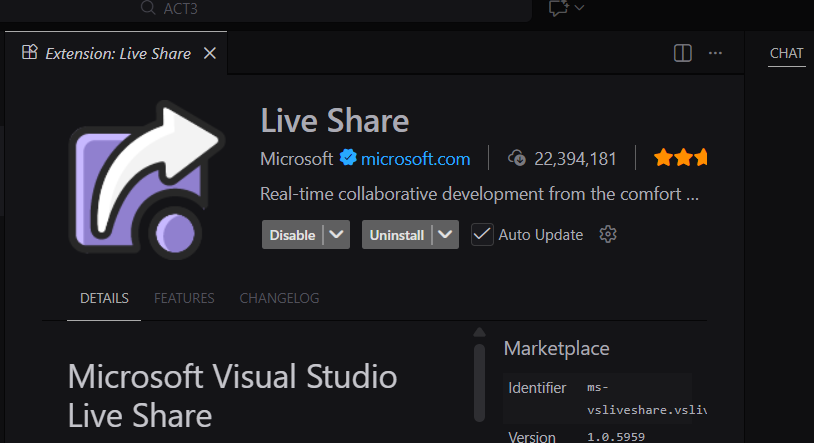 ACT3
Extension: Live Share
CHAT
Live Share
Microsoft microsoft.com 22,394,181
Real-time collaborative development from the comfort ...
Disable Uninstall Auto Update
DETAILS FEATURES CHANGELOG
Microsoft Visual Studio
Live Share
Marketplace
Identifier ms-
vsliveshare.vsliv
Version 1.0.5959